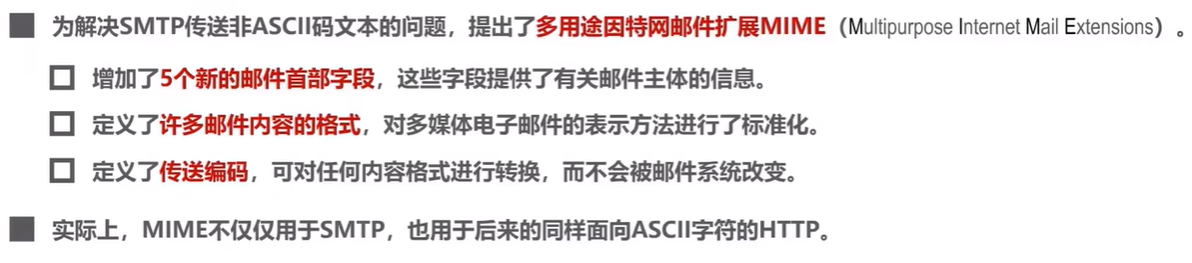 为解决SMTP传送非ASCII码文本的问题，提出了多用途因特网邮件扩展MIME（Multipurpose Internet Mail Extensions）。
增加了5个新的邮件首部字段，这些字段提供了有关邮件主体的信息。
定义了许多邮件内容的格式，对多媒体电子邮件的表示方法进行了标准化。
定义了传送编码，可对任何内容格式进行转换，而不会被邮件系统改变。
实际上，MIME不仅仅用于SMTP，也用于后来的同样面向ASCII字符的HTTP。